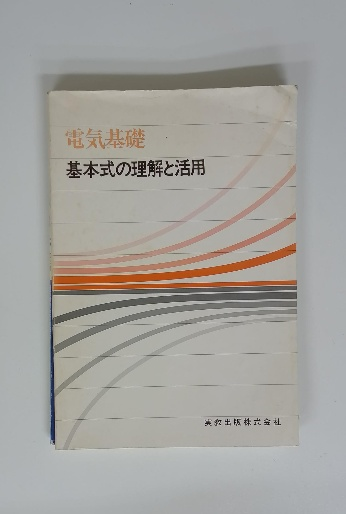 電気基礎
基本式の理解と活用
実教出版株式会社